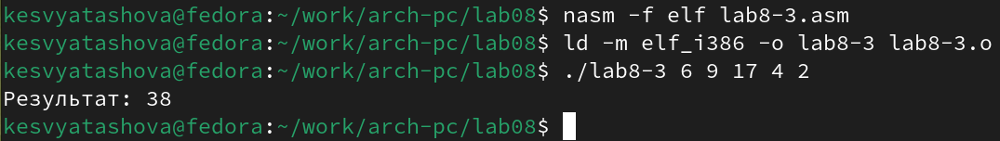 kesvyatashova@fedora:~/work/arch-pc/lab08$ nasm -f elf lab8-3.asm
kesvyatashova@fedora:~/work/arch-pc/lab08$ ld -m elf_i386 -o lab8-3 lab8-3.o
kesvyatashova@fedora:~/work/arch-pc/lab08$ ./lab8-3 6 9 17 4 2
Результат: 38
kesvyatashova@fedora:~/work/arch-pc/lab08$